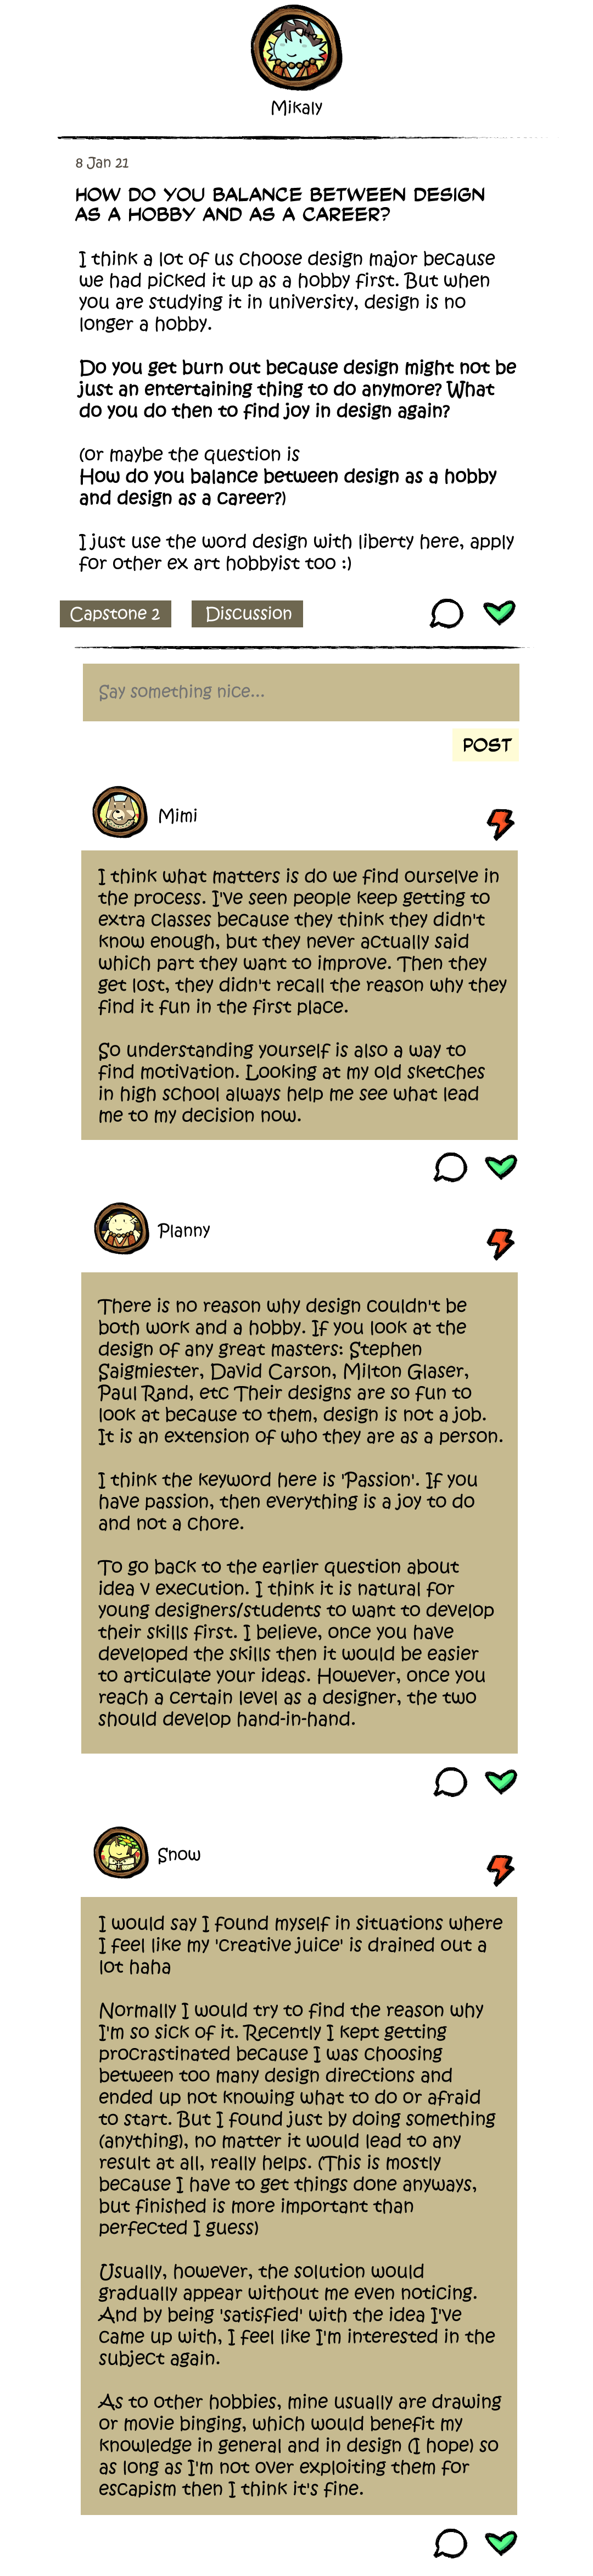 Mikaly
8 Jan 21
HOW DO YOU BALANCE BETWEEN DESIGN
AS A HOBBY AND AS A CAREER?
I think a lot of us choose design major because
we had picked it up as a hobby first. But when
you are studying it in university, design is no
longer a hobby.
Do you get burn out because design might not be
just an entertaining thing to do anymore? What
do you do then to find joy in design again?
(or maybe the question is
How do you balance between design as a hobby
and design as a career?)
I just use the word design with liberty here, apply
for other ex art hobbyist too :)
Capstone 2
Discussion
Say something nice...
POST
Mimi
I think what matters is do we find ourselve in
the process. I've seen people keep getting to
extra classes because they think they didn't
know enough, but they never actually said
which part they want to improve. Then they
get lost, they didn't recall the reason why they
find it fun in the first place.
So understanding yourself is also a way to
find motivation. Looking at my old sketches
in high school always help me see what lead
me to my decision now.
Planny
There is no reason why design couldn't be
both work and a hobby. If you look at the
design of any great masters: Stephen
Saigmiester, David Carson, Milton Glaser,
Paul Rand, etc Their designs are so fun to
look at because to them, design is not a job.
It is an extension of who they are as a person.
I think the keyword here is 'Passion'. If you
have passion, then everything is a joy to do
and not a chore.
To go back to the earlier question about
idea v execution. I think it is natural for
young designers/students to want to develop
their skills first. I believe, once you have
developed the skills then it would be easier
to articulate your ideas. However, once you
reach a certain level as a designer, the two
should develop hand-in-hand.
Snow
I would say I found myself in situations where
I feel like my 'creative juice' is drained out a
lot haha
Normally I would try to find the reason why
I'm so sick of it. Recently I kept getting
procrastinated because I was choosing
between too many design directions and
ended up not knowing what to do or afraid
to start. But I found just by doing something
(anything), no matter it would lead to any
result at all, really helps. (This is mostly
because I have to get things done anyways,
but finished is more important than
perfected I guess)
Usually, however, the solution would
gradually appear without me even noticing.
And by being 'satisfied' with the idea I've
came up with, I feel like I'm interested in the
subject again.
As to other hobbies, mine usually are drawing
or movie binging, which would benefit my
knowledge in general and in design (I hope) so
as long as I'm not over exploiting them for
escapism then I think it's fine.